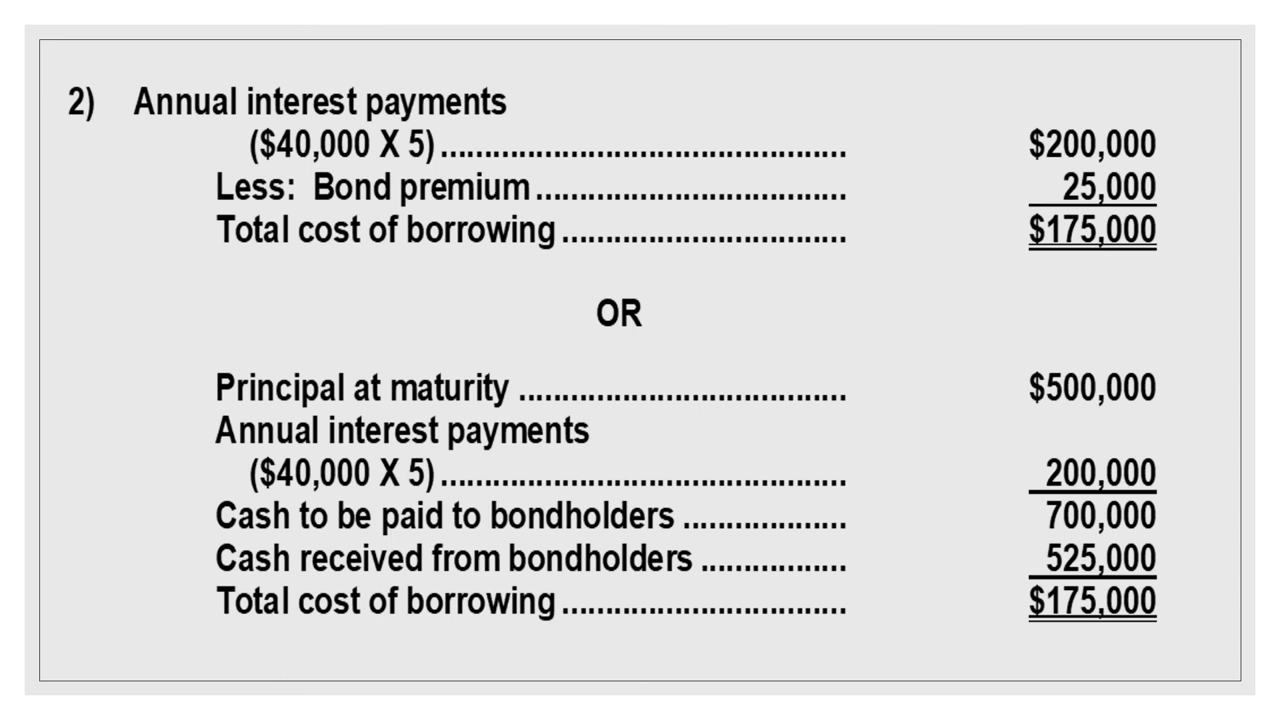 2) Annual interest payments
($40,000 X 5) ............................................... $200,000
Less: Bond premium .................................... 25,000
Total cost of borrowing ................................. $175,000
OR
Principal at maturity ...................................... $500,000
Annual interest payments
($40,000 X 5) ............................................... 200,000
Cash to be paid to bondholders ................... 700,000
Cash received from bondholders ................. 525,000
Total cost of borrowing ................................. $175,000